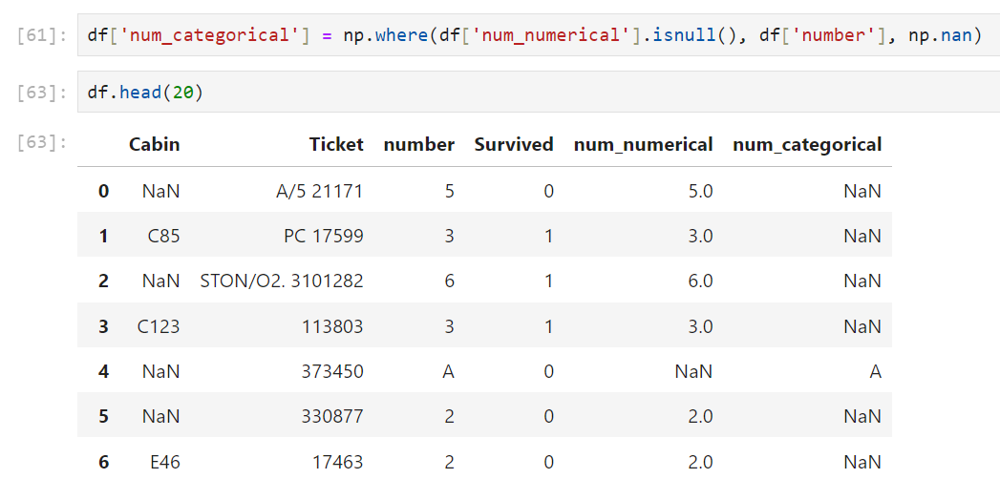 [61]: df['num_categorical'] = np.where(df['num_numerical'].isnull(), df['number'], np.nan)
[63]: df.head(20)
[63]: Cabin Ticket number Survived num_numerical num_categorical
0 NaN A/5 21171 5 0 5.0 NaN
1 C85 PC 17599 3 1 3.0 NaN
2 NaN STON/O2. 3101282 6 1 6.0 NaN
3 C123 113803 3 1 3.0 NaN
4 NaN 373450 A 0 NaN A
5 NaN 330877 2 0 2.0 NaN
6 E46 17463 2 0 2.0 NaN